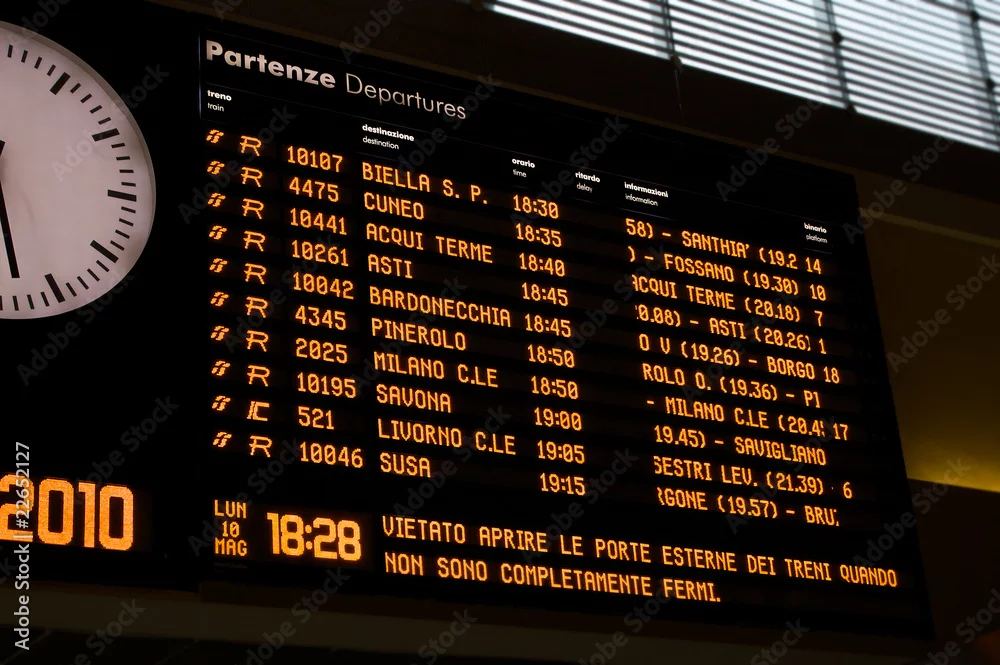 Partenze Departures
treno destinazione orario ritardo informazioni binario
train destination time delay information platform
R 10107 BIELLA S. P. 18:30 58) - SANTHIA' (19.2 14
R 4475 CUNEO 18:35 ) - FOSSANO (19.30) 10
R 10441 ACQUI TERME 18:40 ACQUI TERME (20.18) 7
R 10261 ASTI 18:45 0.08) - ASTI (20.26) 1
R 10042 BARDONECCHIA 18:45 O V (19.26) - BORGO 18
R 4345 PINEROLO 18:50 ROLO O. (19.36) - PI
R 2025 MILANO C.LE 18:50 - MILANO C.LE (20.4 17
R 10195 SAVONA 19:00 19.45) - SAVIGLIANO
IC 521 LIVORNO C.LE 19:05 SESTRI LEV. (21.39) - 6
R 10046 SUSA 19:15 RGONE (19.57) - BRU
2010
LUN
10
MAG
18:28
VIETATO APRIRE LE PORTE ESTERNE DEI TRENI QUANDO
NON SONO COMPLETAMENTE FERMI.
Adobe Stock | #22652127